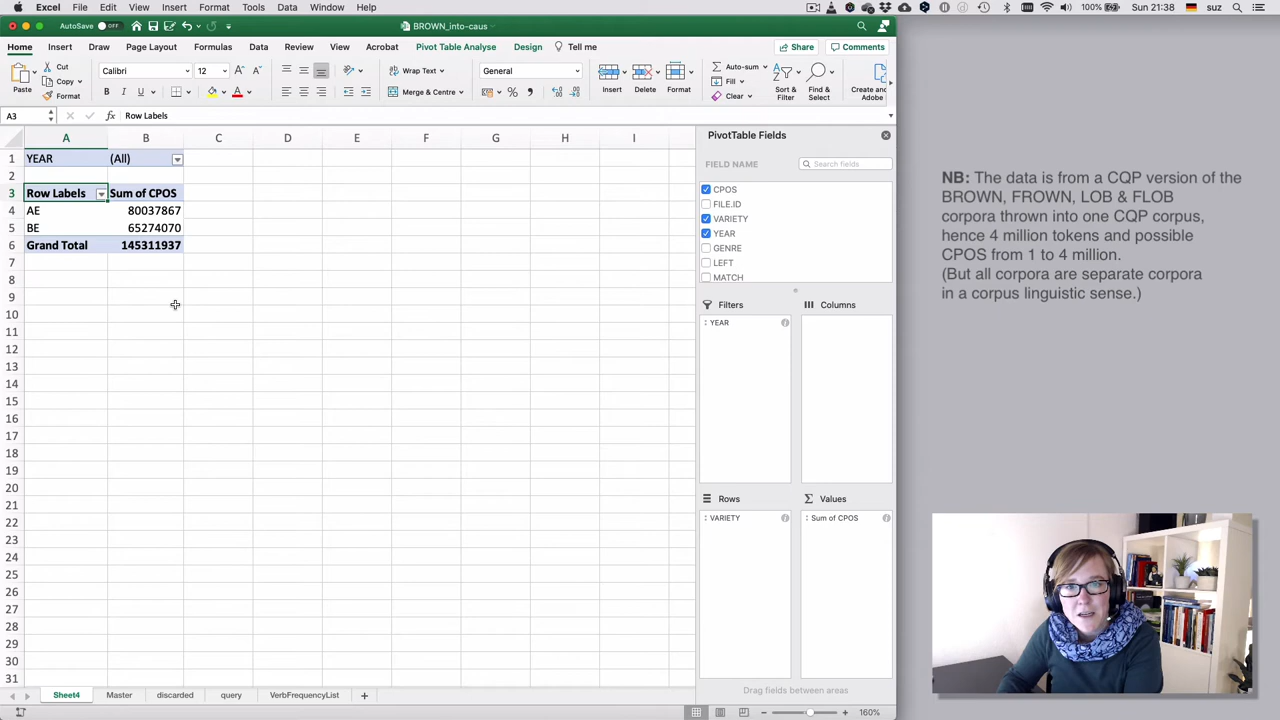 Excel File Edit View Insert Format Tools Data Window Help
100% Sun 21:38 suz
AutoSave OFF
BROWN_into-caus
Home Insert Draw Page Layout Formulas Data Review View Acrobat Pivot Table Analyse Design Tell me
Share Comments
Paste
Cut
Copy
Format
Calibri 12
B I U
Wrap Text
Merge & Centre
General
Insert Delete Format
Auto-sum
Fill
Clear
Sort &
Filter
Find &
Select
Create and
Adobe
A3 fx Row Labels
A B C D E F G H I
1 YEAR (All)
2
3 Row Labels Sum of CPOS
4 AE 80037867
5 BE 65274070
6 Grand Total 145311937
7
8
9
10
11
12
13
14
15
16
17
18
19
20
21
22
23
24
25
26
27
28
29
30
31
PivotTable Fields
FIELD NAME Search fields
CPOS
FILE.ID
VARIETY
YEAR
GENRE
LEFT
MATCH
Filters Columns
YEAR
Rows Values
VARIETY Sum of CPOS
Drag fields between areas
Sheet4 Master discarded query VerbFrequencyList
160%
NB: The data is from a CQP version of the
BROWN, FROWN, LOB & FLOB
corpora thrown into one CQP corpus,
hence 4 million tokens and possible
CPOS from 1 to 4 million.
(But all corpora are separate corpora
in a corpus linguistic sense.)